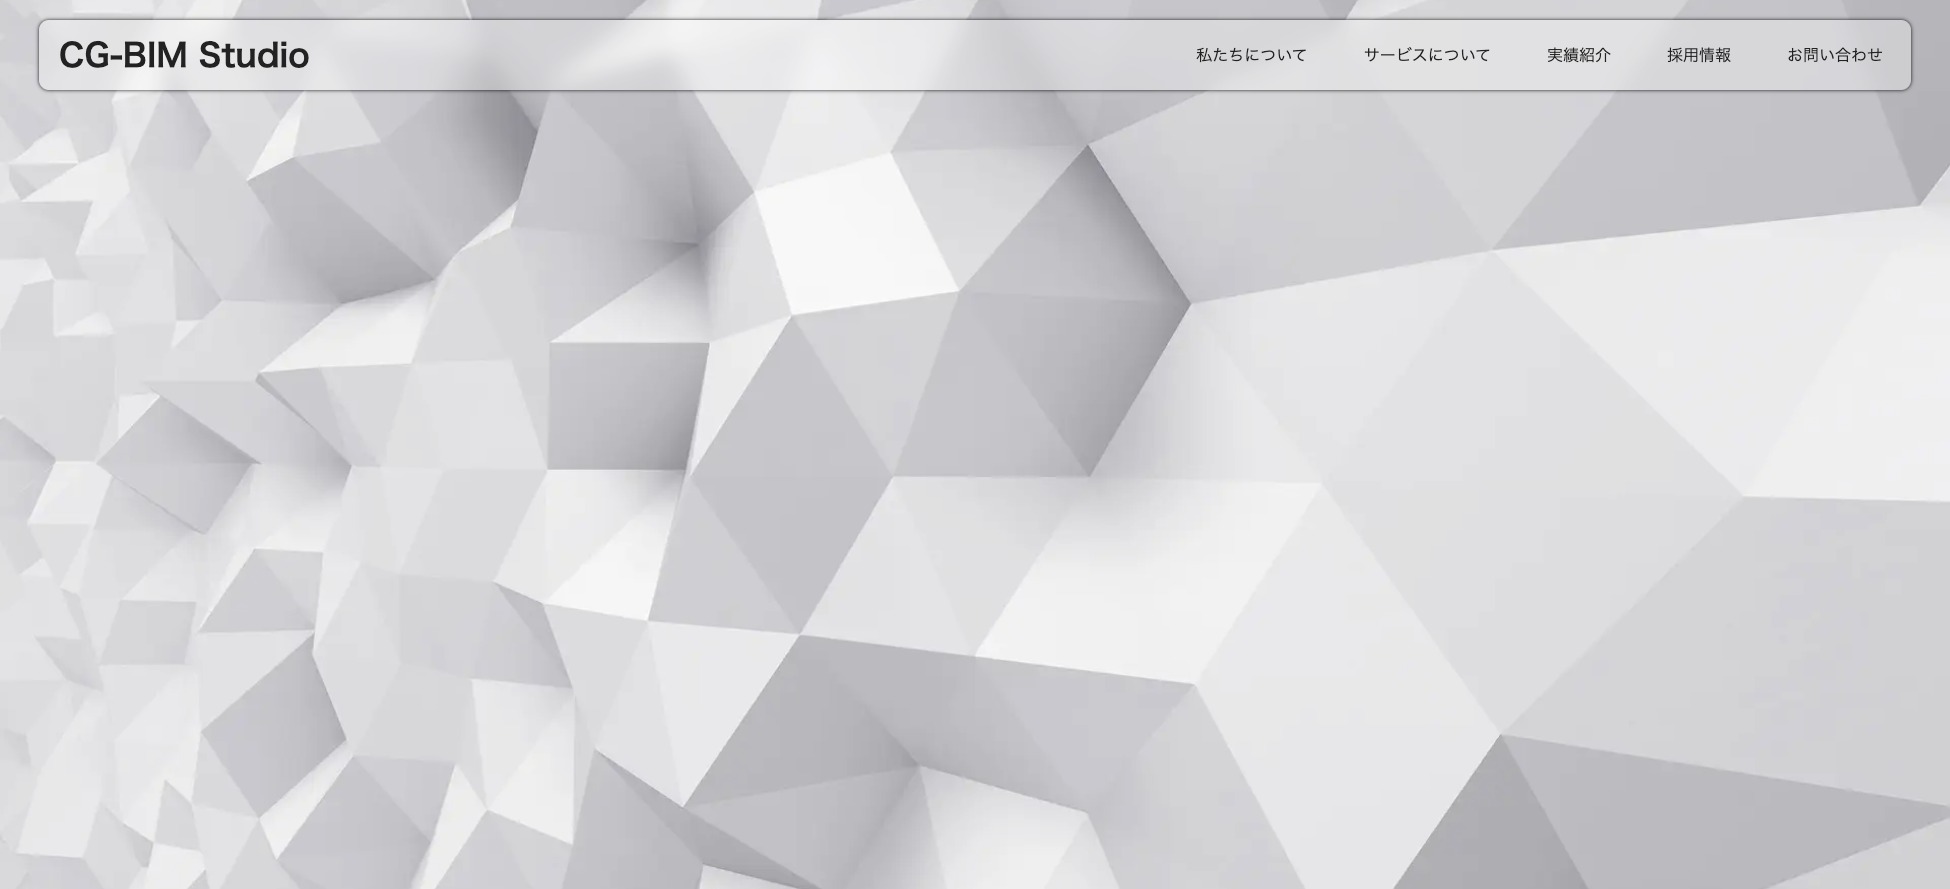 CG-BIM Studio
私たちについて
サービスについて
実績紹介
採用情報
お問い合わせ